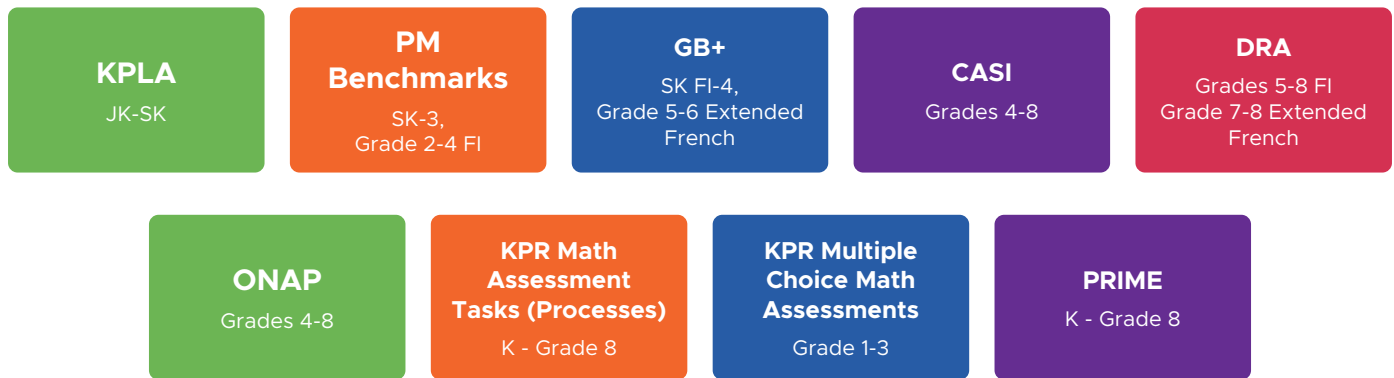 KPLA
JK-SK
PM
Benchmarks
SK-3,
Grade 2-4 FI
GB+
SK FI-4,
Grade 5-6 Extended
French
CASI
Grades 4-8
DRA
Grades 5-8 FI
Grade 7-8 Extended
French
ONAP
Grades 4-8
KPR Math
Assessment
Tasks (Processes)
K - Grade 8
KPR Multiple
Choice Math
Assessments
Grade 1-3
PRIME
K - Grade 8